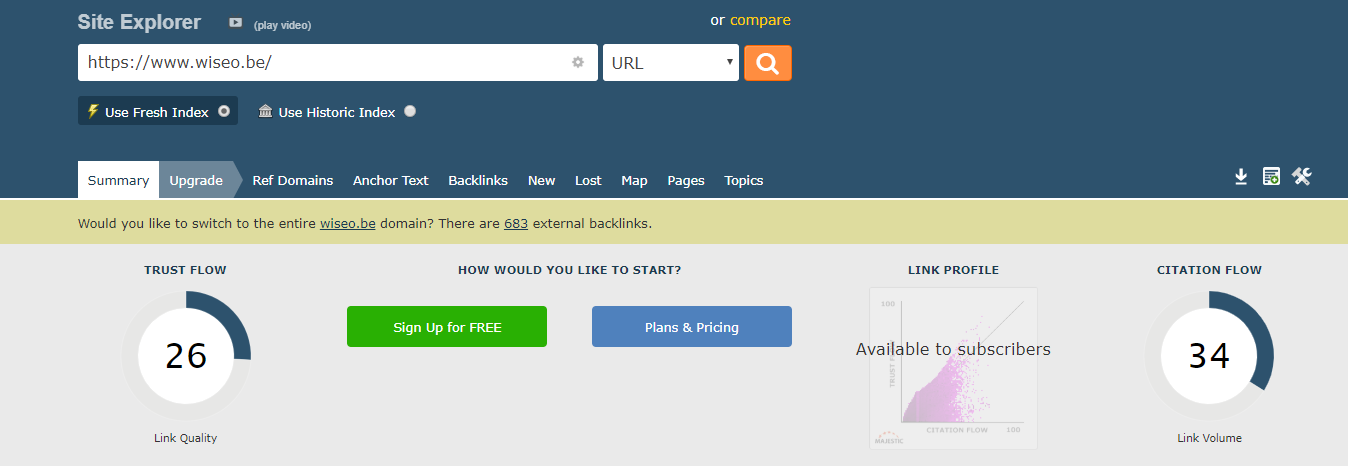 Site Explorer
(play video)
or compare
https://www.wiseo.be/
URL
Use Fresh Index
Use Historic Index
Summary
Upgrade
Ref Domains
Anchor Text
Backlinks
New
Lost
Map
Pages
Topics
Would you like to switch to the entire wiseo.be domain? There are 683 external backlinks.
TRUST FLOW
26
Link Quality
HOW WOULD YOU LIKE TO START?
Sign Up for FREE
Plans & Pricing
LINK PROFILE
100
Available to subscribers
TRUST FLOW
CITATION FLOW
100
MAJESTIC
CITATION FLOW
34
Link Volume